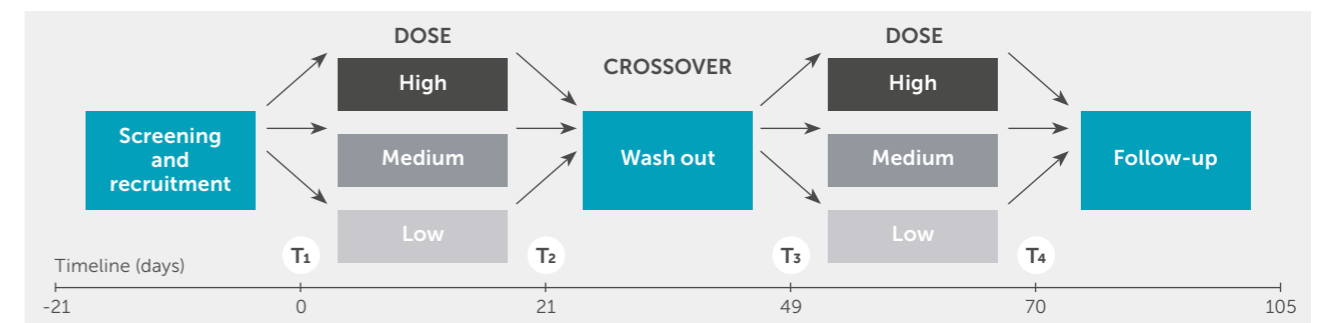 DOSE
High
Medium
Low
CROSSOVER
DOSE
High
Medium
Low
Screening
and
recruitment
Wash out
Follow-up
T1
T2
T3
T4
Timeline (days)
-21
0
21
49
70
105